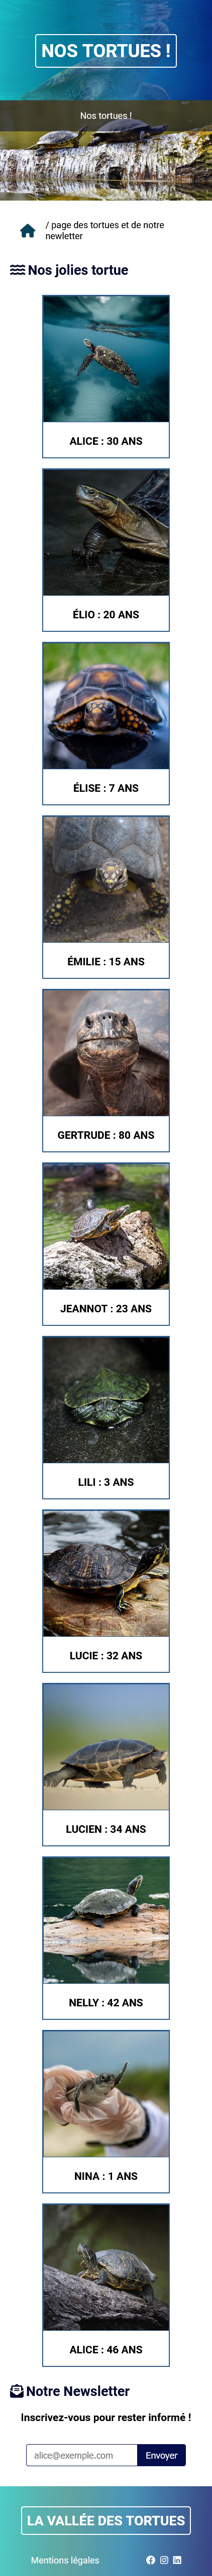 NOS TORTUES !
Nos tortues !
/ page des tortues et de notre
newletter
Nos jolies tortue
ALICE : 30 ANS
ÉLIO : 20 ANS
ÉLISE : 7 ANS
ÉMILIE : 15 ANS
GERTRUDE : 80 ANS
JEANNOT : 23 ANS
LILI : 3 ANS
LUCIE : 32 ANS
LUCIEN : 34 ANS
NELLY : 42 ANS
NINA : 1 ANS
ALICE : 46 ANS
Notre Newsletter
Inscrivez-vous pour rester informé !
alice@exemple.com Envoyer
LA VALLÉE DES TORTUES
Mentions légales